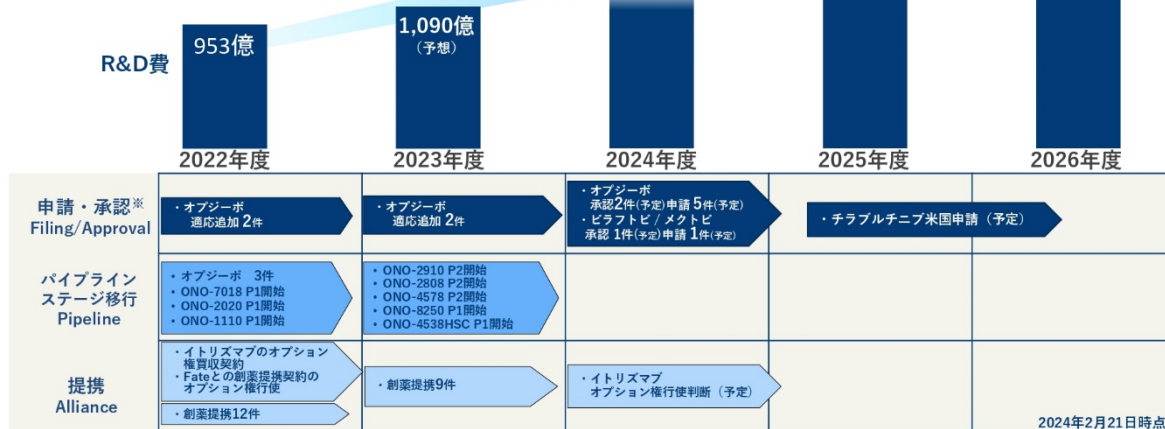 953億
1,090億
(予想)
R&D費
2022年度
2023年度
2024年度
2025年度
2026年度
申請・承認※
Filing/Approval
・オプジーボ
適応追加 2件
・オプジーボ
適応追加 2件
・オプジーボ
承認2件(予定)申請 5件(予定)
・ビラフトビ / メクトビ
承認 1件(予定)申請 1件(予定)
・チラブルチニブ米国申請（予定）
パイプライン
ステージ移行
Pipeline
• オプジーボ　3件
• ONO-7018 P1開始
• ONO-2020 P1開始
• ONO-1110 P1開始
• ONO-2910 P2開始
• ONO-2808 P2開始
• ONO-4578 P2開始
• ONO-8250 P1開始
• ONO-4538HSC P1開始
提携
Alliance
・イトリズマブのオプション
権買収契約
・Fateとの創薬提携契約の
オプション権行使
・創薬提携12件
・創薬提携9件
・イトリズマブ
オプション権行使判断（予定）
2024年2月21日時点